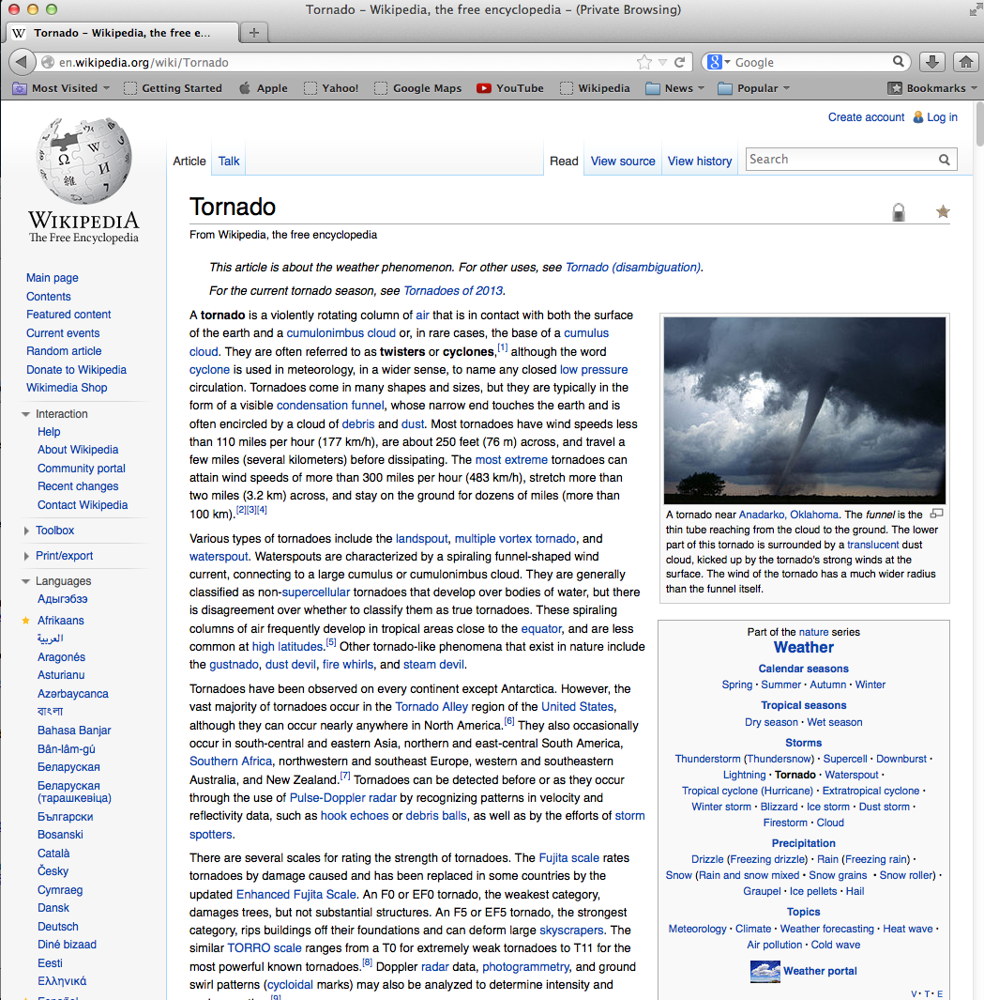 Tornado – Wikipedia, the free encyclopedia – (Private Browsing)
W Tornado – Wikipedia, the free e...
en.wikipedia.org/wiki/Tornado
Google
Most Visited
Getting Started
Apple
Yahoo!
Google Maps
YouTube
Wikipedia
News
Popular
Bookmarks
Create account
Log in
WIKIPEDIA
The Free Encyclopedia
Article
Talk
Read
View source
View history
Search
Main page
Contents
Featured content
Current events
Random article
Donate to Wikipedia
Wikimedia Shop
Interaction
Help
About Wikipedia
Community portal
Recent changes
Contact Wikipedia
Toolbox
Print/export
Languages
Адыгэбзэ
Afrikaans
العربية
Aragonés
Asturianu
Azərbaycanca
বাংলা
Bahasa Banjar
Bân-lâm-gú
Беларуская
Беларуская
(тарашкевіца)
Български
Bosanski
Català
Česky
Cymraeg
Dansk
Deutsch
Diné bizaad
Eesti
Ελληνικά
Español
Tornado
From Wikipedia, the free encyclopedia
This article is about the weather phenomenon. For other uses, see Tornado (disambiguation).
For the current tornado season, see Tornadoes of 2013.
A tornado is a violently rotating column of air that is in contact with both the surface
of the earth and a cumulonimbus cloud or, in rare cases, the base of a cumulus
cloud. They are often referred to as twisters or cyclones,[1] although the word
cyclone is used in meteorology, in a wider sense, to name any closed low pressure
circulation. Tornadoes come in many shapes and sizes, but they are typically in the
form of a visible condensation funnel, whose narrow end touches the earth and is
often encircled by a cloud of debris and dust. Most tornadoes have wind speeds less
than 110 miles per hour (177 km/h), are about 250 feet (76 m) across, and travel a
few miles (several kilometers) before dissipating. The most extreme tornadoes can
attain wind speeds of more than 300 miles per hour (483 km/h), stretch more than
two miles (3.2 km) across, and stay on the ground for dozens of miles (more than
100 km).[2][3][4]
Various types of tornadoes include the landspout, multiple vortex tornado, and
waterspout. Waterspouts are characterized by a spiraling funnel-shaped wind
current, connecting to a large cumulus or cumulonimbus cloud. They are generally
classified as non-supercellular tornadoes that develop over bodies of water, but there
is disagreement over whether to classify them as true tornadoes. These spiraling
columns of air frequently develop in tropical areas close to the equator, and are less
common at high latitudes.[5] Other tornado-like phenomena that exist in nature include
the gustnado, dust devil, fire whirls, and steam devil.
Tornadoes have been observed on every continent except Antarctica. However, the
vast majority of tornadoes occur in the Tornado Alley region of the United States,
although they can occur nearly anywhere in North America.[6] They also occasionally
occur in south-central and eastern Asia, northern and east-central South America,
Southern Africa, northwestern and southeast Europe, western and southeastern
Australia, and New Zealand.[7] Tornadoes can be detected before or as they occur
through the use of Pulse-Doppler radar by recognizing patterns in velocity and
reflectivity data, such as hook echoes or debris balls, as well as by the efforts of storm
spotters.
There are several scales for rating the strength of tornadoes. The Fujita scale rates
tornadoes by damage caused and has been replaced in some countries by the
updated Enhanced Fujita Scale. An F0 or EF0 tornado, the weakest category,
damages trees, but not substantial structures. An F5 or EF5 tornado, the strongest
category, rips buildings off their foundations and can deform large skyscrapers. The
similar TORRO scale ranges from a T0 for extremely weak tornadoes to T11 for the
most powerful known tornadoes.[8] Doppler radar data, photogrammetry, and ground
swirl patterns (cycloidal marks) may also be analyzed to determine intensity and
[9]
A tornado near Anadarko, Oklahoma. The funnel is the
thin tube reaching from the cloud to the ground. The lower
part of this tornado is surrounded by a translucent dust
cloud, kicked up by the tornado's strong winds at the
surface. The wind of the tornado has a much wider radius
than the funnel itself.
Part of the nature series
Weather
Calendar seasons
Spring · Summer · Autumn · Winter
Tropical seasons
Dry season · Wet season
Storms
Thunderstorm (Thundersnow) · Supercell · Downburst ·
Lightning · Tornado · Waterspout ·
Tropical cyclone (Hurricane) · Extratropical cyclone ·
Winter storm · Blizzard · Ice storm · Dust storm ·
Firestorm · Cloud
Precipitation
Drizzle (Freezing drizzle) · Rain (Freezing rain) ·
Snow (Rain and snow mixed · Snow grains · Snow roller) ·
Graupel · Ice pellets · Hail
Topics
Meteorology · Climate · Weather forecasting · Heat wave ·
Air pollution · Cold wave
Weather portal
V · T · E